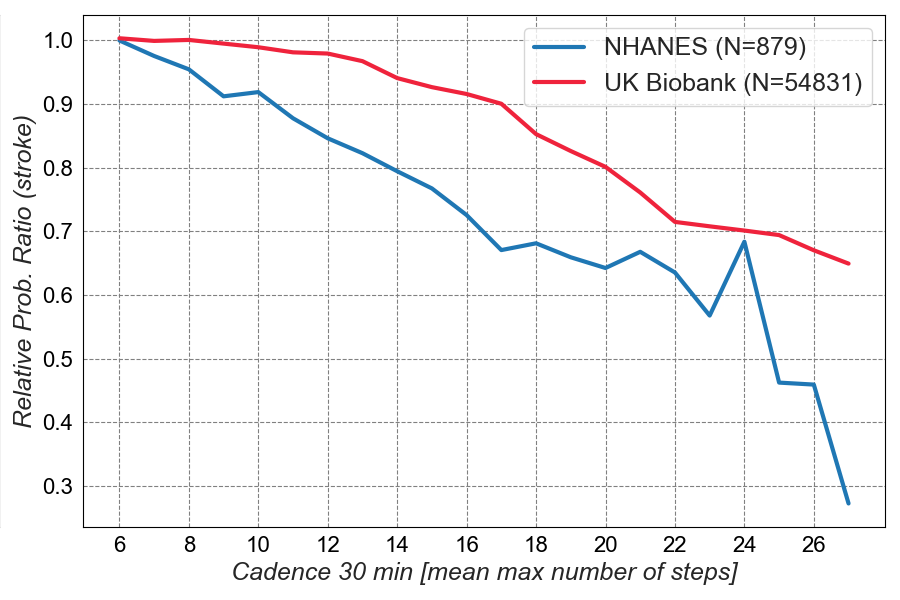 NHANES (N=879)
UK Biobank (N=54831)
Relative Prob. Ratio (stroke)
1.0
0.9
0.8
0.7
0.6
0.5
0.4
0.3
6 8 10 12 14 16 18 20 22 24 26
Cadence 30 min [mean max number of steps]